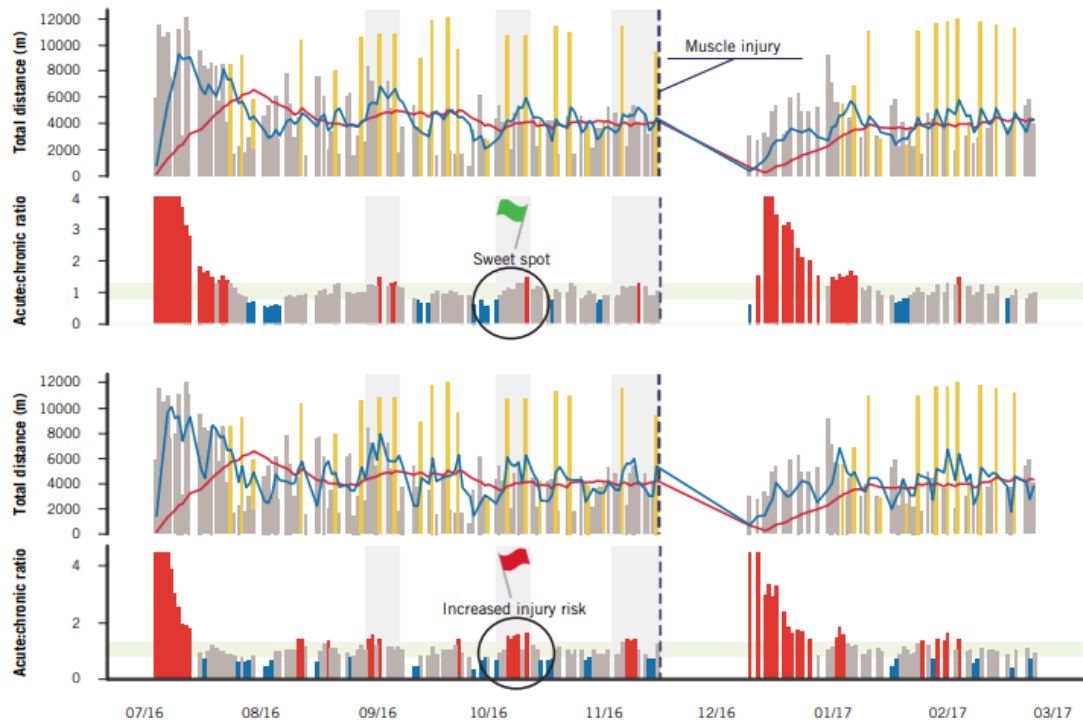 Total distance (m)
12000
10000
8000
6000
4000
2000
0
Muscle injury
Acute:chronic ratio
4
3
2
1
0
Sweet spot
Total distance (m)
12000
10000
8000
6000
4000
2000
0
Acute:chronic ratio
4
2
0
Increased injury risk
07/16 08/16 09/16 10/16 11/16 12/16 01/17 02/17 03/17